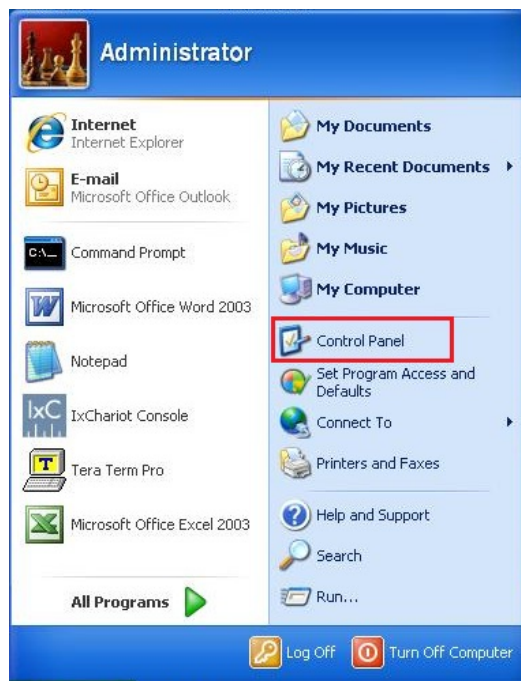 Administrator
Internet
Internet Explorer
E-mail
Microsoft Office Outlook
C:\_
Command Prompt
Microsoft Office Word 2003
Notepad
IxC
IxChariot Console
Tera Term Pro
Microsoft Office Excel 2003
All Programs
My Documents
My Recent Documents
My Pictures
My Music
My Computer
Control Panel
Set Program Access and
Defaults
Connect To
Printers and Faxes
Help and Support
Search
Run...
Log Off
Turn Off Computer